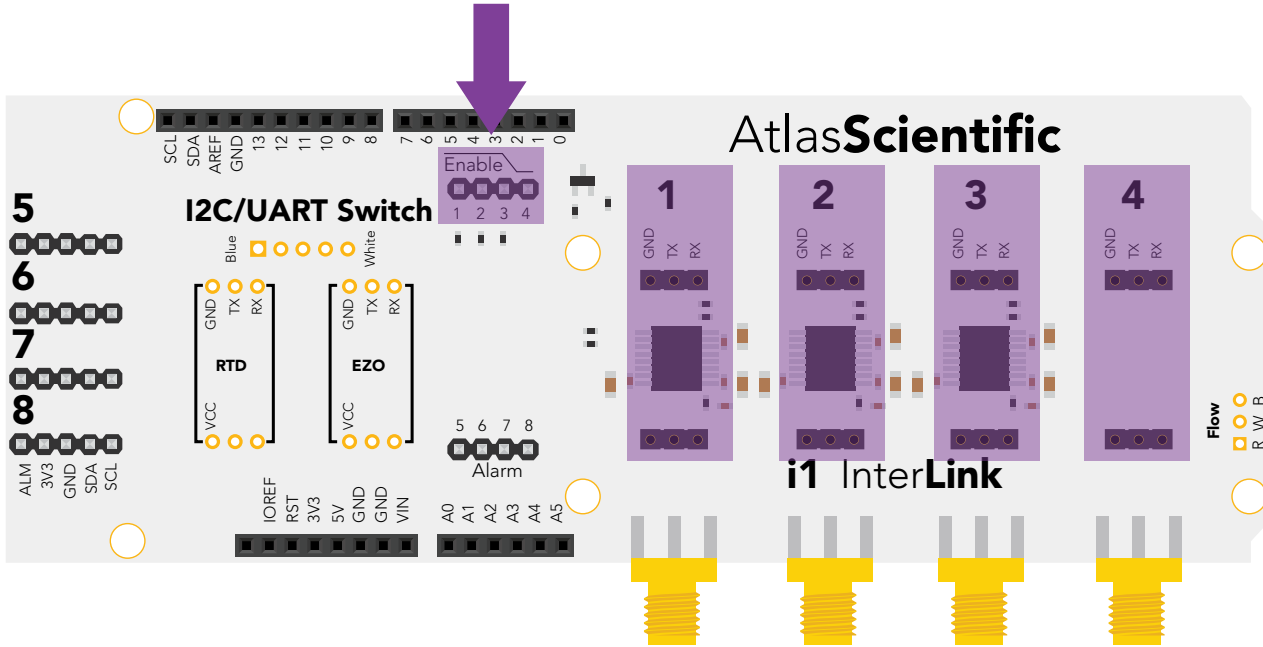 SCL SDA AREF GND 13 12 11 10 9 8
7 6 5 4 3 2 1 0
AtlasScientific
Enable
1 2 3 4
I2C/UART Switch
Blue White
5
6
7
8
ALM 3V3 GND SDA SCL
GND TX RX
RTD
VCC
GND TX RX
EZO
VCC
5 6 7 8
Alarm
1
GND TX RX
2
GND TX RX
3
GND TX RX
4
GND TX RX
i1 InterLink
Flow
R W B
IOREF RST 3V3 5V GND GND VIN
A0 A1 A2 A3 A4 A5